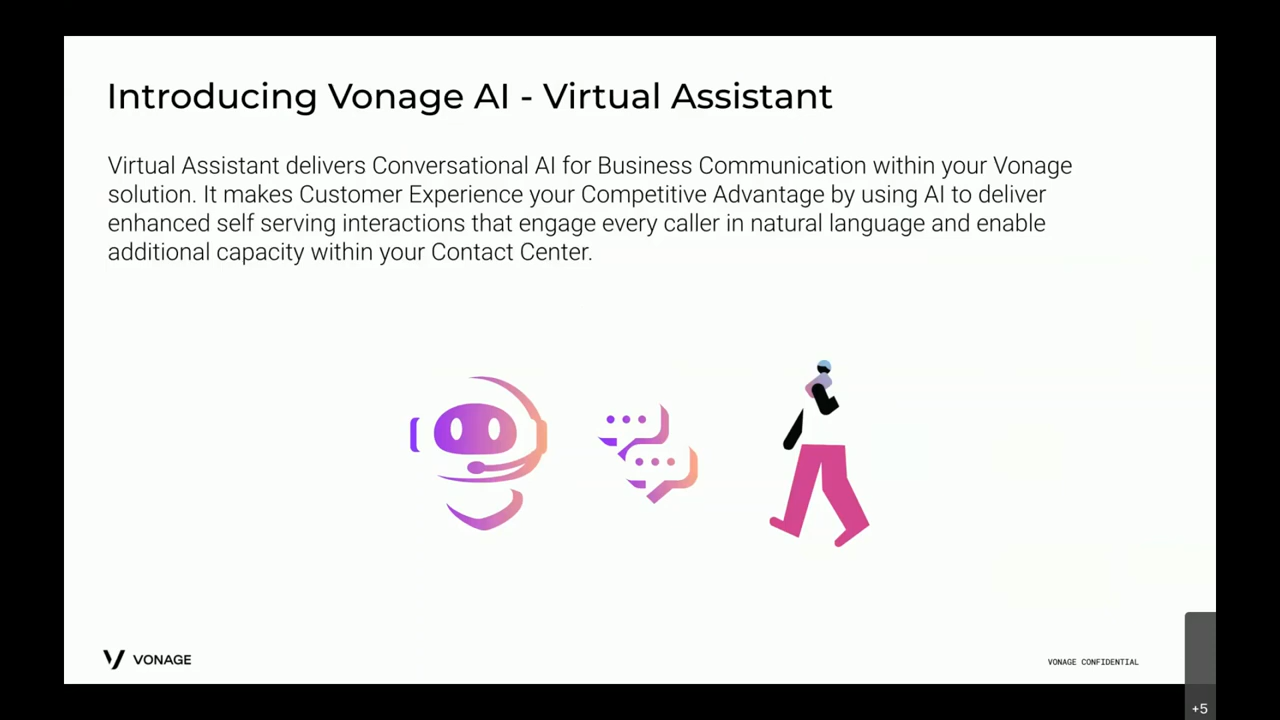 Introducing Vonage AI - Virtual Assistant
Virtual Assistant delivers Conversational AI for Business Communication within your Vonage
solution. It makes Customer Experience your Competitive Advantage by using AI to deliver
enhanced self serving interactions that engage every caller in natural language and enable
additional capacity within your Contact Center.
VONAGE
VONAGE CONFIDENTIAL
+5